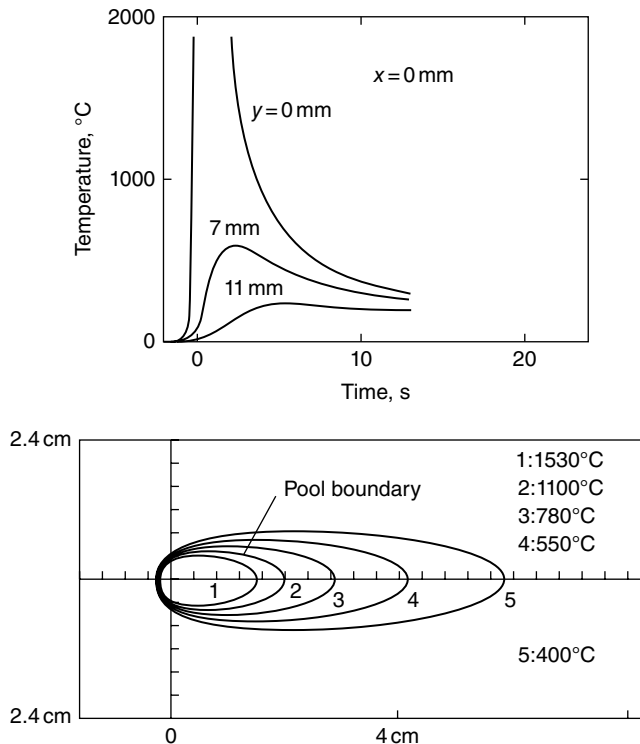 2000
x=0 mm
y=0 mm
Temperature, °C
1000
7 mm
11 mm
0
0
10
20
Time, s
2.4 cm
1:1530°C
2:1100°C
3:780°C
4:550°C
Pool boundary
1
2
3
4
5
5:400°C
2.4 cm
0
4 cm